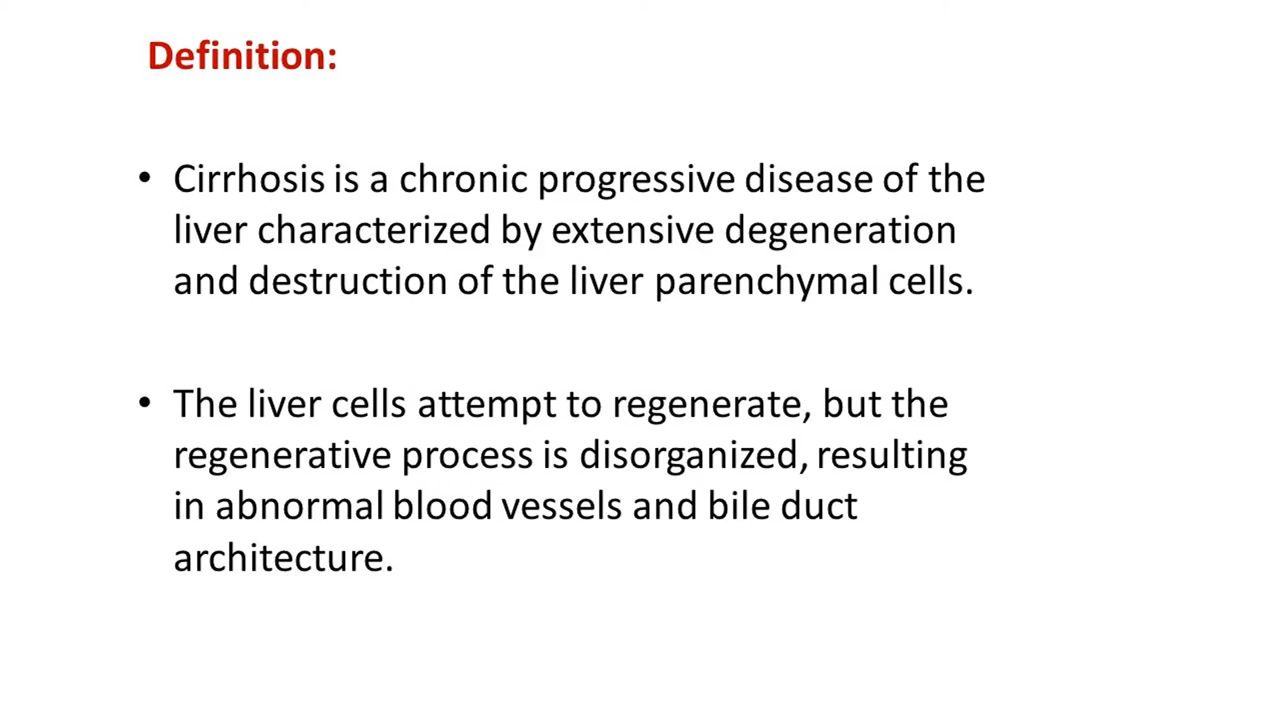 Definition:
• Cirrhosis is a chronic progressive disease of the
liver characterized by extensive degeneration
and destruction of the liver parenchymal cells.
• The liver cells attempt to regenerate, but the
regenerative process is disorganized, resulting
in abnormal blood vessels and bile duct
architecture.